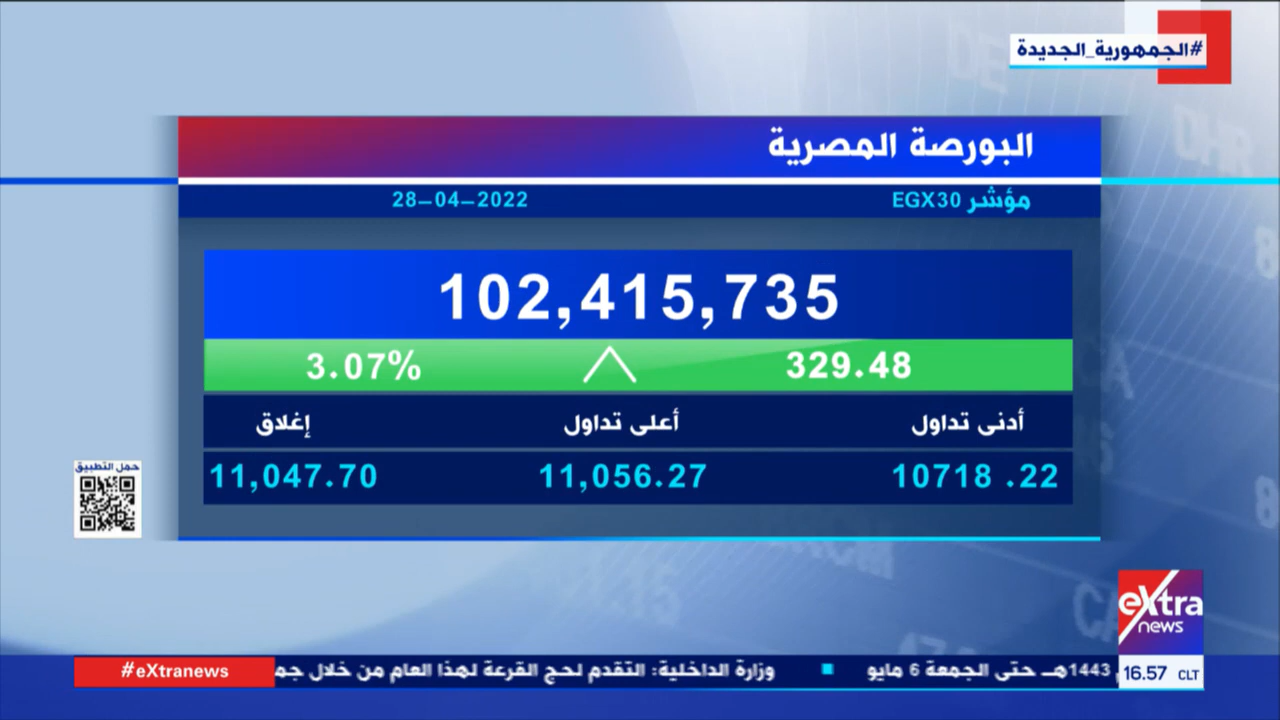 #الجمهورية_الجديدة
البورصة المصرية
مؤشر EGX30
28-04-2022
102,415,735
329.48
3.07%
أدنى تداول
أعلى تداول
إغلاق
10718 .22
11,056.27
11,047.70
حمل التطبيق
eXtra
news
1443هـ حتى الجمعة 6 مايو
وزارة الداخلية: التقدم لحج القرعة لهذا العام من خلال
#eXtranews
16.57 CLT